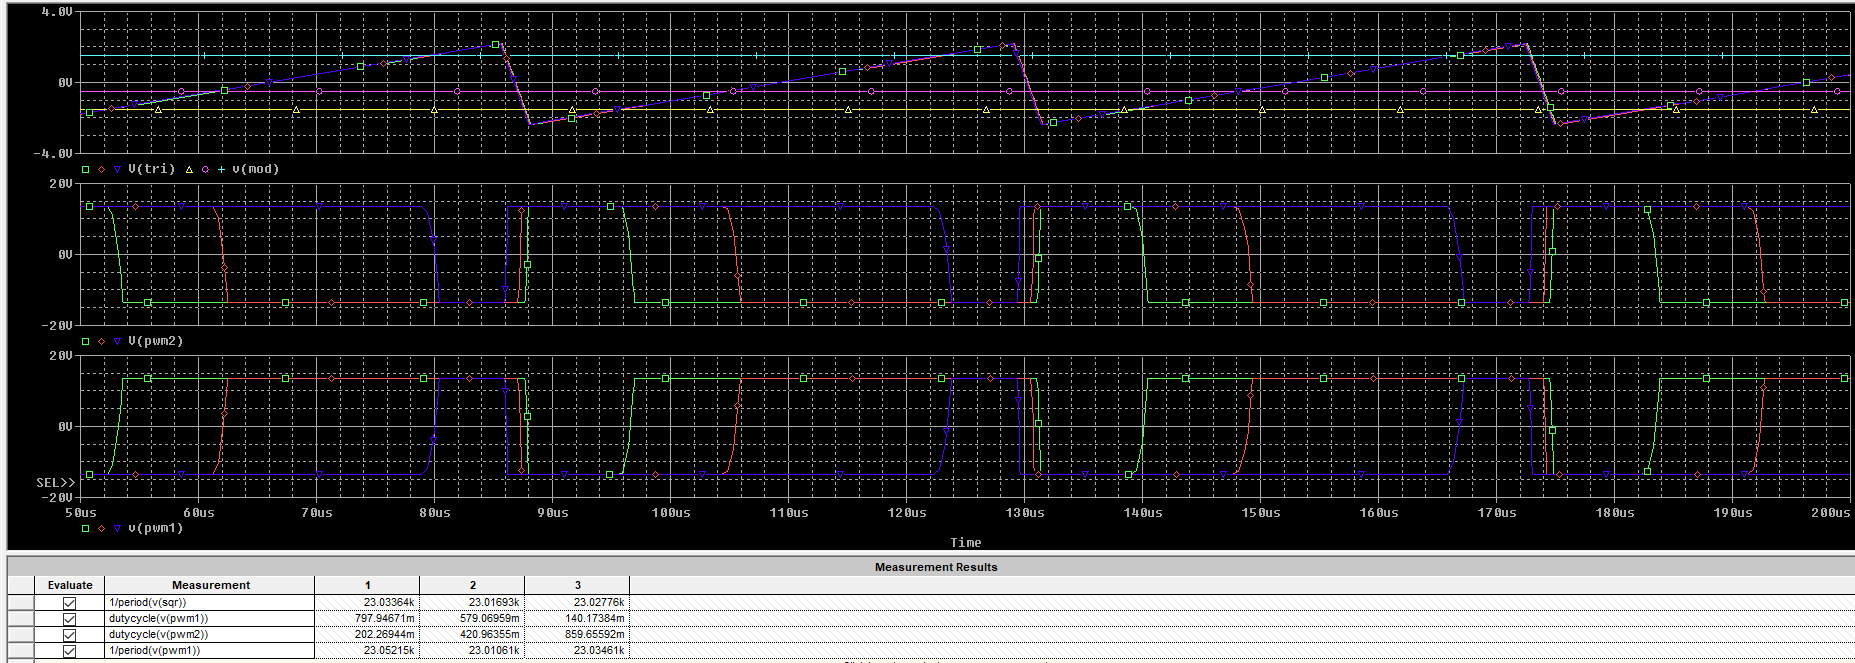 4.0V
0V
-4.0V
V(tri) v(mod)
20V
0V
-20V
V(pwm2)
20V
0V
SEL>>
-20V
50us 60us 70us 80us 90us 100us 110us 120us 130us 140us 150us 160us 170us 180us 190us 200us
v(pwm1)
Time
Measurement Results
Evaluate Measurement 1 2 3
1/period(v(sqr)) 23.03364k 23.01693k 23.02776k
dutycycle(v(pwm1)) 797.94671m 579.06959m 140.17384m
dutycycle(v(pwm2)) 202.26944m 420.96355m 859.65592m
1/period(v(pwm1)) 23.05215k 23.01061k 23.03461k